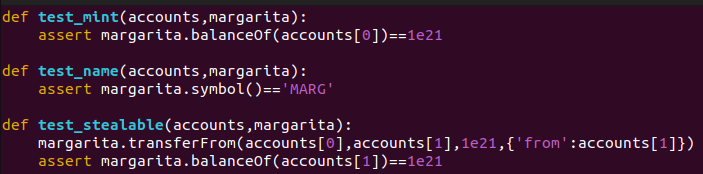 def test_mint(accounts,margarita):
    assert margarita.balanceOf(accounts[0])==1e21

def test_name(accounts,margarita):
    assert margarita.symbol()=='MARG'

def test_stealable(accounts,margarita):
    margarita.transferFrom(accounts[0],accounts[1],1e21,{'from':accounts[1]})
    assert margarita.balanceOf(accounts[1])==1e21